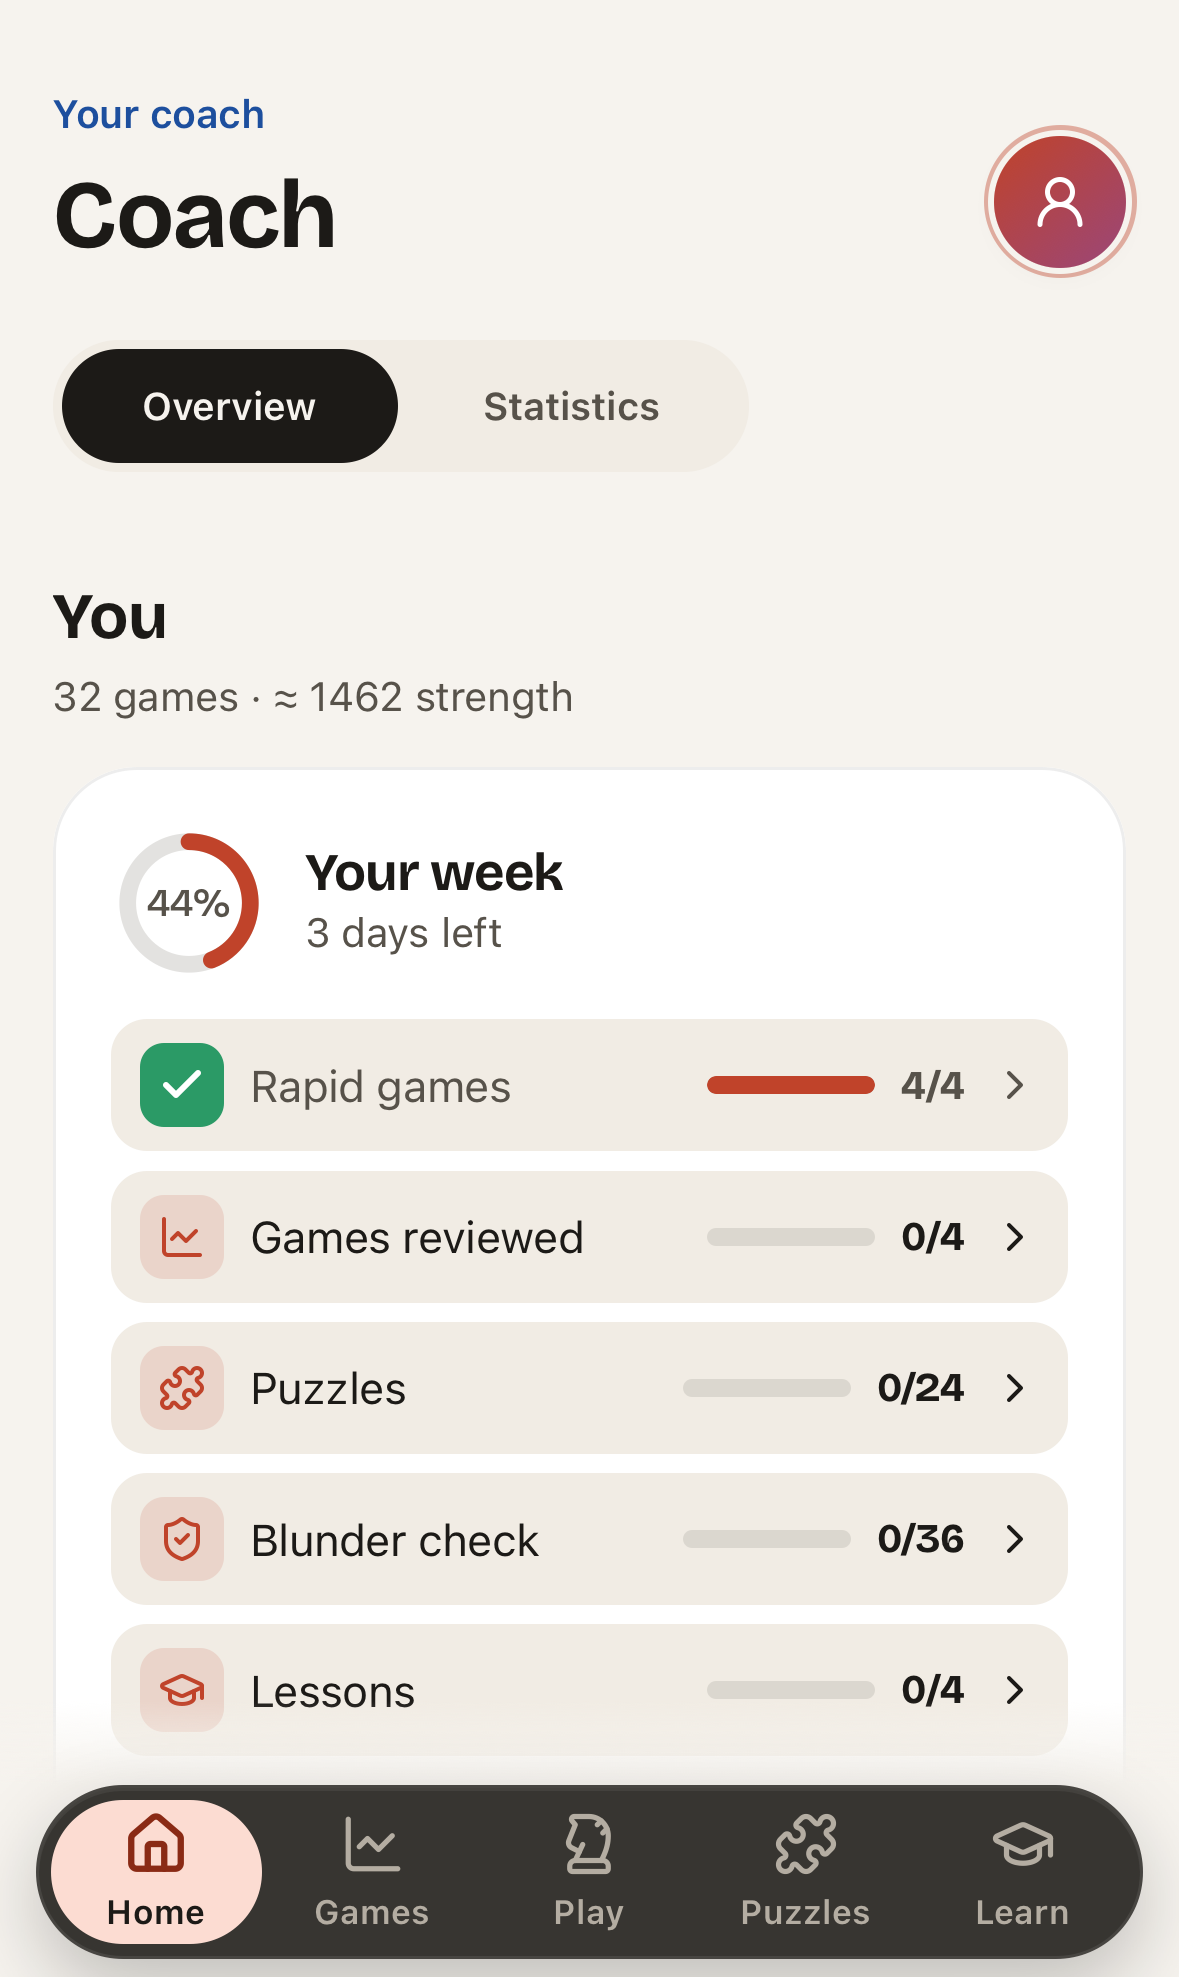 Your coach
Coach
Overview
Statistics
You
32 games · ≈ 1462 strength
44%
Your week
3 days left
Rapid games 4/4
Games reviewed 0/4
Puzzles 0/24
Blunder check 0/36
Lessons 0/4
Home Games Play Puzzles Learn